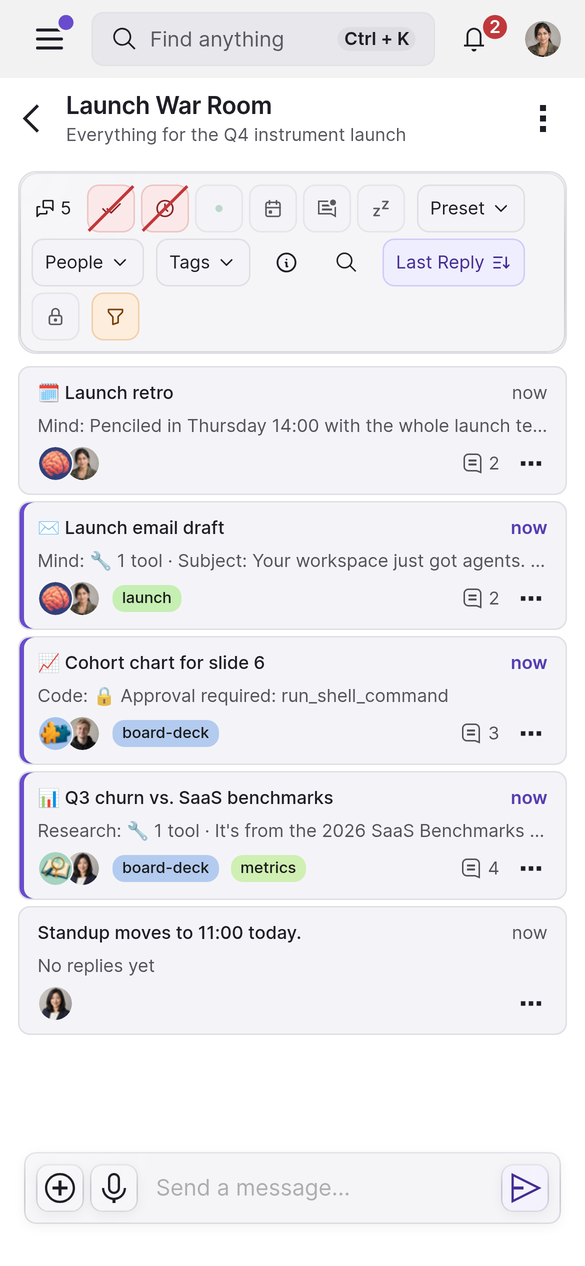 Find anything
Ctrl + K
2
Launch War Room
Everything for the Q4 instrument launch
5
zzZ
Preset
People
Tags
Last Reply
Launch retro
now
Mind: Penciled in Thursday 14:00 with the whole launch te...
2
Launch email draft
now
Mind: 🔧 1 tool · Subject: Your workspace just got agents. ...
launch
2
Cohort chart for slide 6
now
Code: 🔒 Approval required: run_shell_command
board-deck
3
Q3 churn vs. SaaS benchmarks
now
Research: 🔧 1 tool · It's from the 2026 SaaS Benchmarks ...
board-deck
metrics
4
Standup moves to 11:00 today.
now
No replies yet
Send a message...